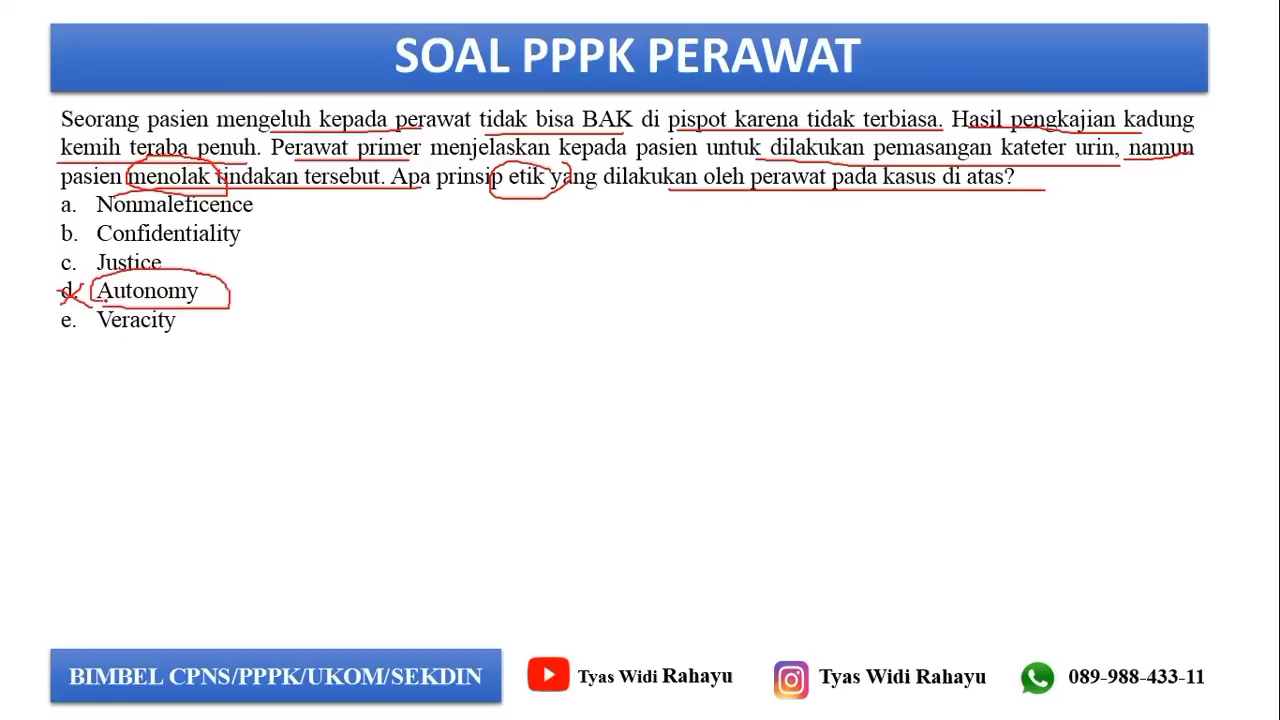 SOAL PPPK PERAWAT
Seorang pasien mengeluh kepada perawat tidak bisa BAK di pispot karena tidak terbiasa. Hasil pengkajian kadung
kemih teraba penuh. Perawat primer menjelaskan kepada pasien untuk dilakukan pemasangan kateter urin, namun
pasien menolak tindakan tersebut. Apa prinsip etik yang dilakukan oleh perawat pada kasus di atas?
a. Nonmaleficence
b. Confidentiality
c. Justice
d. Autonomy
e. Veracity
BIMBEL CPNS/PPPK/UKOM/SEKDIN Tyas Widi Rahayu Tyas Widi Rahayu 089-988-433-11